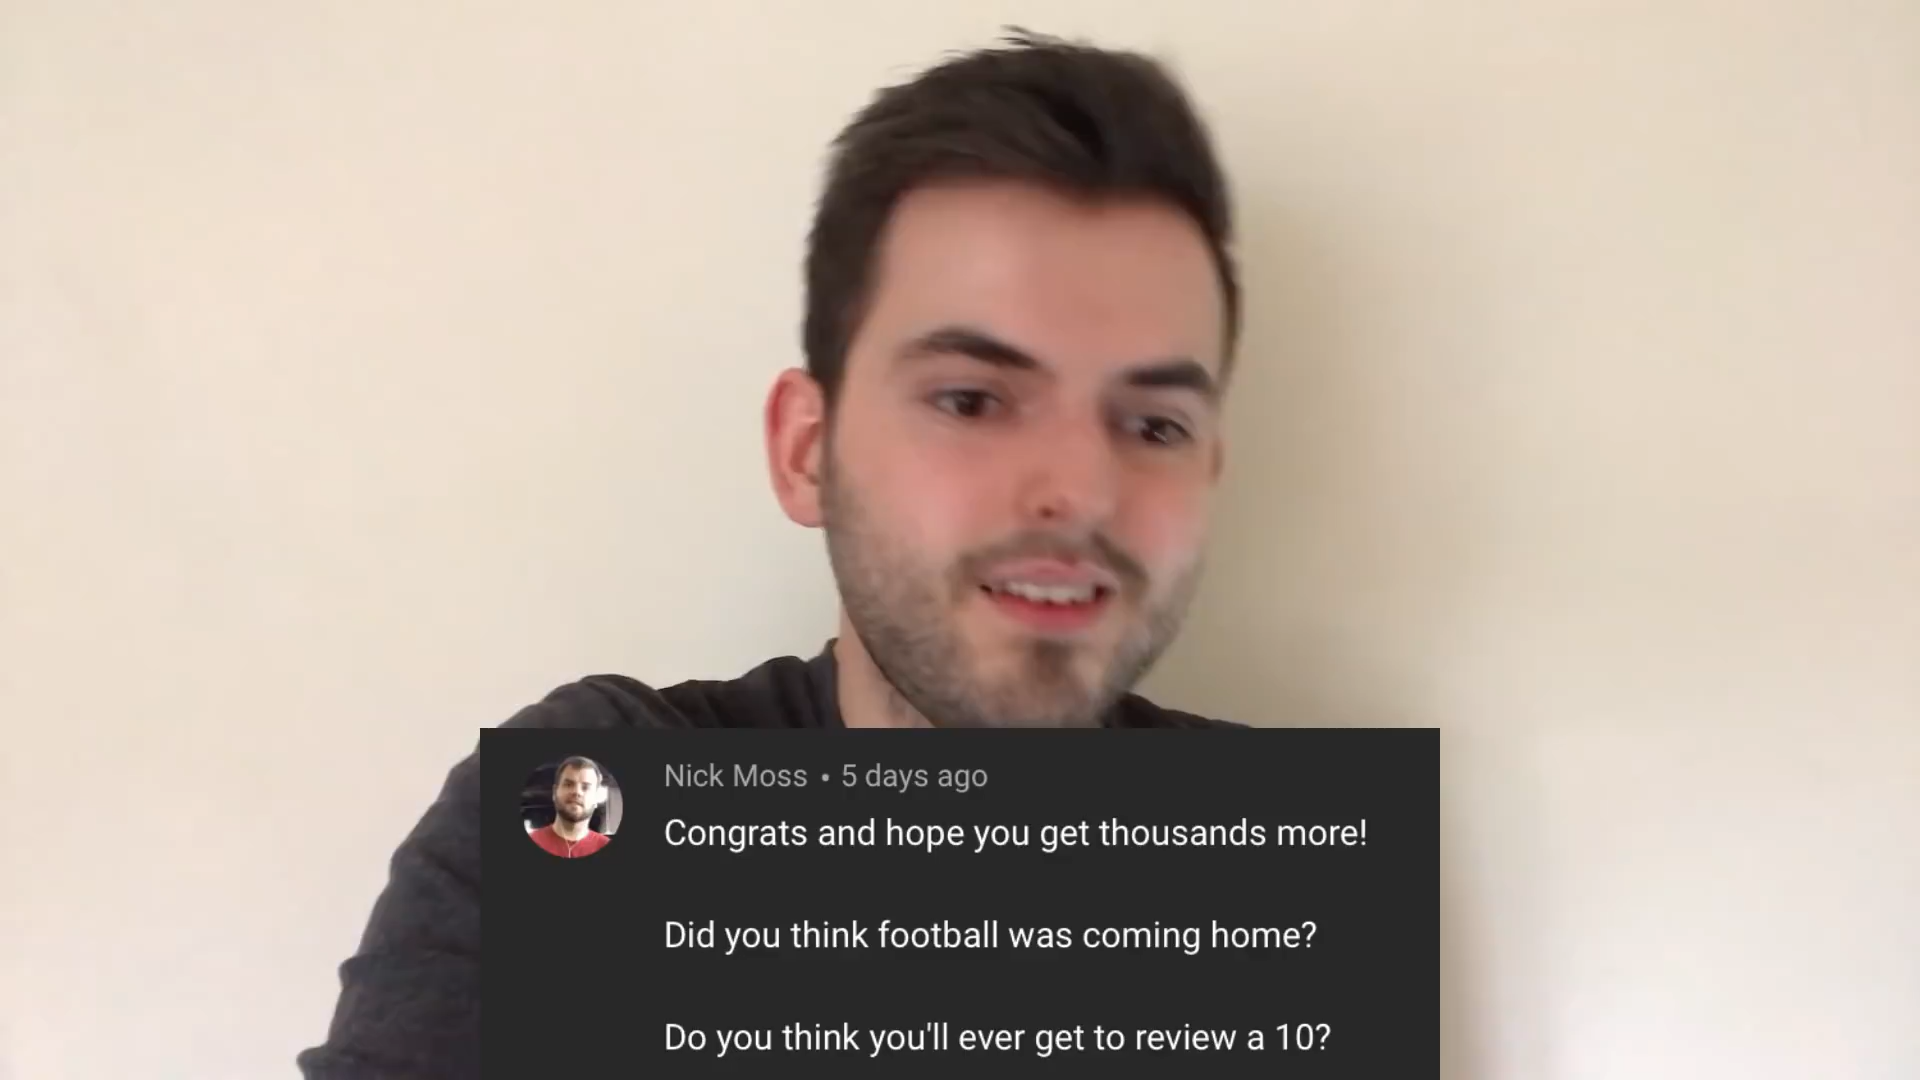 Nick Moss • 5 days ago
Congrats and hope you get thousands more!
Did you think football was coming home?
Do you think you'll ever get to review a 10?